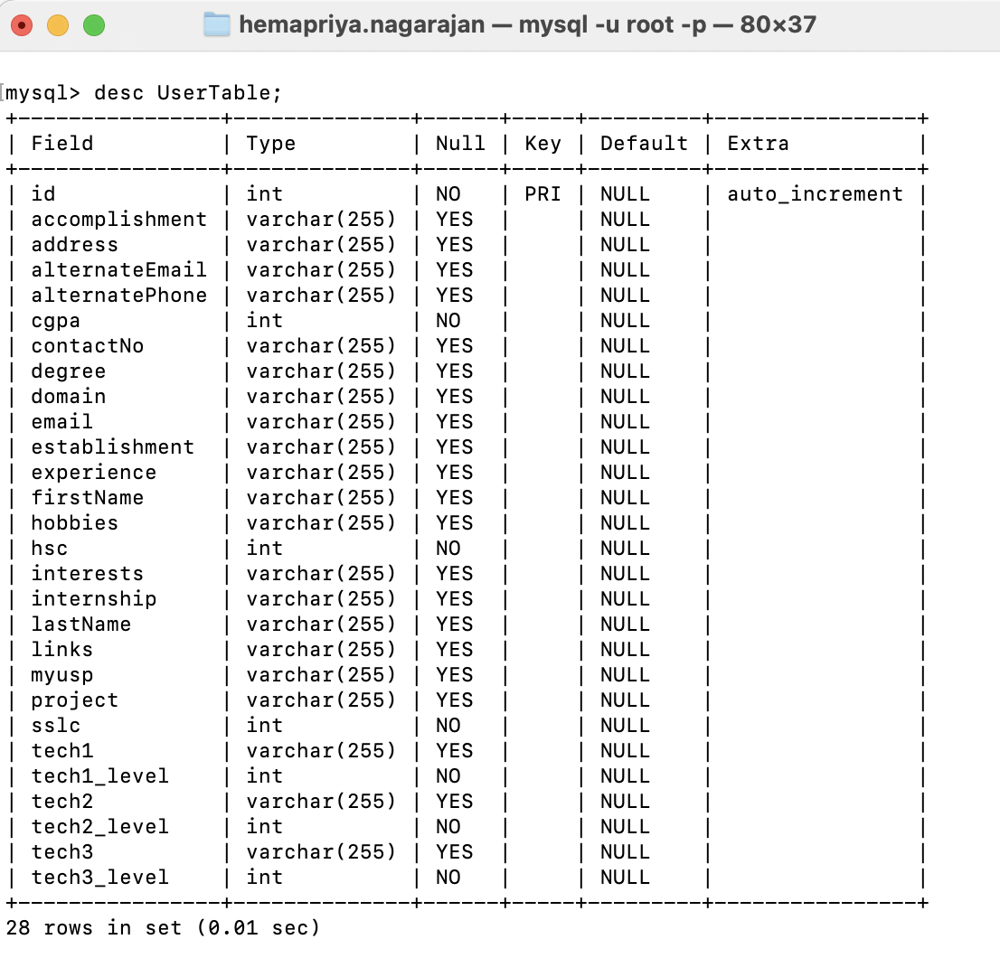 hemapriya.nagarajan — mysql -u root -p — 80×37
[mysql> desc UserTable;
+----------------+--------------+------+-----+---------+----------------+
| Field          | Type         | Null | Key | Default | Extra          |
+----------------+--------------+------+-----+---------+----------------+
| id             | int          | NO   | PRI | NULL    | auto_increment |
| accomplishment | varchar(255) | YES  |     | NULL    |                |
| address        | varchar(255) | YES  |     | NULL    |                |
| alternateEmail | varchar(255) | YES  |     | NULL    |                |
| alternatePhone | varchar(255) | YES  |     | NULL    |                |
| cgpa           | int          | NO   |     | NULL    |                |
| contactNo      | varchar(255) | YES  |     | NULL    |                |
| degree         | varchar(255) | YES  |     | NULL    |                |
| domain         | varchar(255) | YES  |     | NULL    |                |
| email          | varchar(255) | YES  |     | NULL    |                |
| establishment  | varchar(255) | YES  |     | NULL    |                |
| experience     | varchar(255) | YES  |     | NULL    |                |
| firstName      | varchar(255) | YES  |     | NULL    |                |
| hobbies        | varchar(255) | YES  |     | NULL    |                |
| hsc            | int          | NO   |     | NULL    |                |
| interests      | varchar(255) | YES  |     | NULL    |                |
| internship     | varchar(255) | YES  |     | NULL    |                |
| lastName       | varchar(255) | YES  |     | NULL    |                |
| links          | varchar(255) | YES  |     | NULL    |                |
| myusp          | varchar(255) | YES  |     | NULL    |                |
| project        | varchar(255) | YES  |     | NULL    |                |
| sslc           | int          | NO   |     | NULL    |                |
| tech1          | varchar(255) | YES  |     | NULL    |                |
| tech1_level    | int          | NO   |     | NULL    |                |
| tech2          | varchar(255) | YES  |     | NULL    |                |
| tech2_level    | int          | NO   |     | NULL    |                |
| tech3          | varchar(255) | YES  |     | NULL    |                |
| tech3_level    | int          | NO   |     | NULL    |                |
+----------------+--------------+------+-----+---------+----------------+
28 rows in set (0.01 sec)